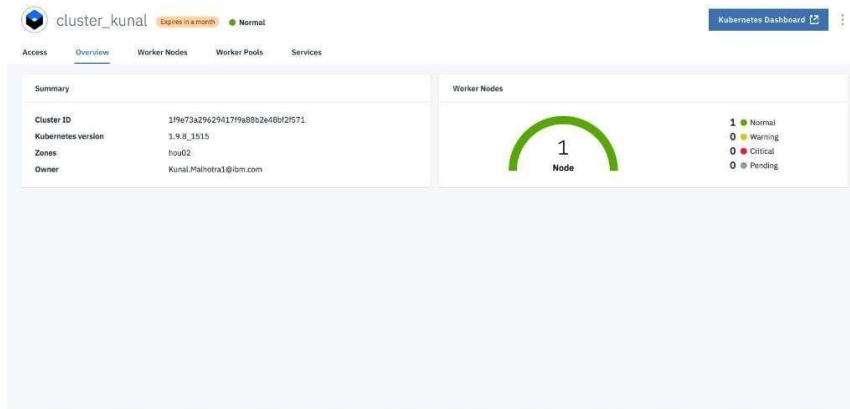 cluster_kunal Expires in a month Normal Kubernetes Dashboard
Access Overview Worker Nodes Worker Pools Services
Summary
Cluster ID 1f9e73a29629417f9a88b2e48bf2f571
Kubernetes version 1.9.8_1515
Zones hou02
Owner Kunal.Malhotra1@ibm.com
Worker Nodes
1
Node
1 Normal
0 Warning
0 Critical
0 Pending